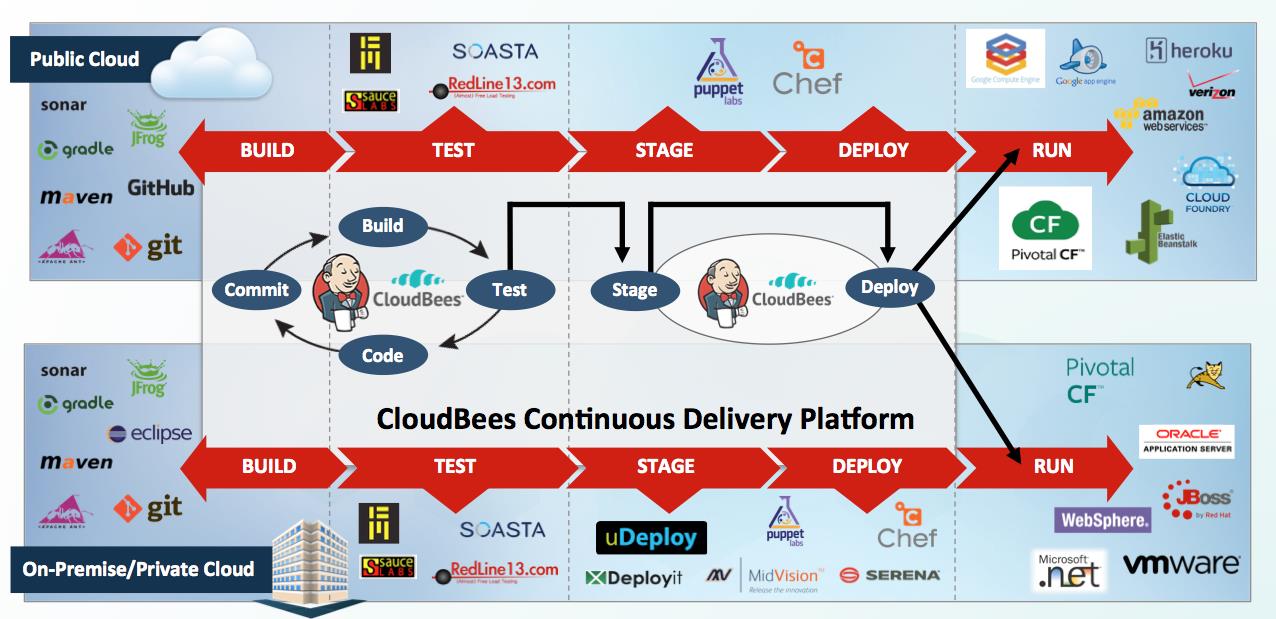 Public Cloud
sonar
JFrog
gradle
maven
GitHub
APACHE ANT
git
SOASTA
SAUCE LABS
RedLine13.com
(Almost) Free Load Testing
puppet
labs
Chef
Google Compute Engine
Google app engine
heroku
verizon
amazon
webservices™
CLOUD
FOUNDRY
CF
Pivotal CF™
Elastic
Beanstalk
BUILD
TEST
STAGE
DEPLOY
RUN
Build
Commit
CloudBees
Test
Code
Stage
CloudBees
Deploy
CloudBees Continuous Delivery Platform
BUILD
TEST
STAGE
DEPLOY
RUN
sonar
JFrog
gradle
eclipse
maven
APACHE ANT
git
On-Premise/Private Cloud
SOASTA
SAUCE LABS
RedLine13.com
(Almost) Free Load Testing
uDeploy
puppet
labs
Chef
Deployit
MidVision™
Release the innovation
SERENA
Pivotal
CF™
ORACLE
APPLICATION SERVER
JBoss
by Red Hat
WebSphere.
Microsoft
.net
vmware